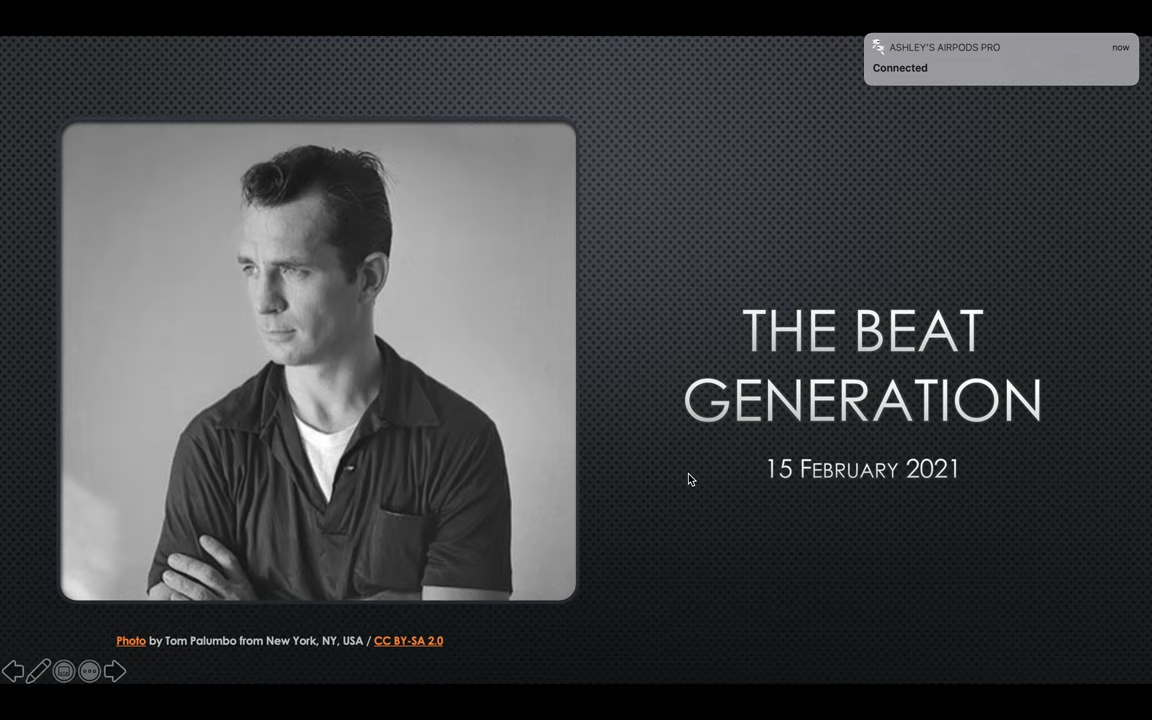 ASHLEY'S AIRPODS PRO now
Connected
THE BEAT
GENERATION
15 FEBRUARY 2021
Photo by Tom Palumbo from New York, NY, USA / CC BY-SA 2.0